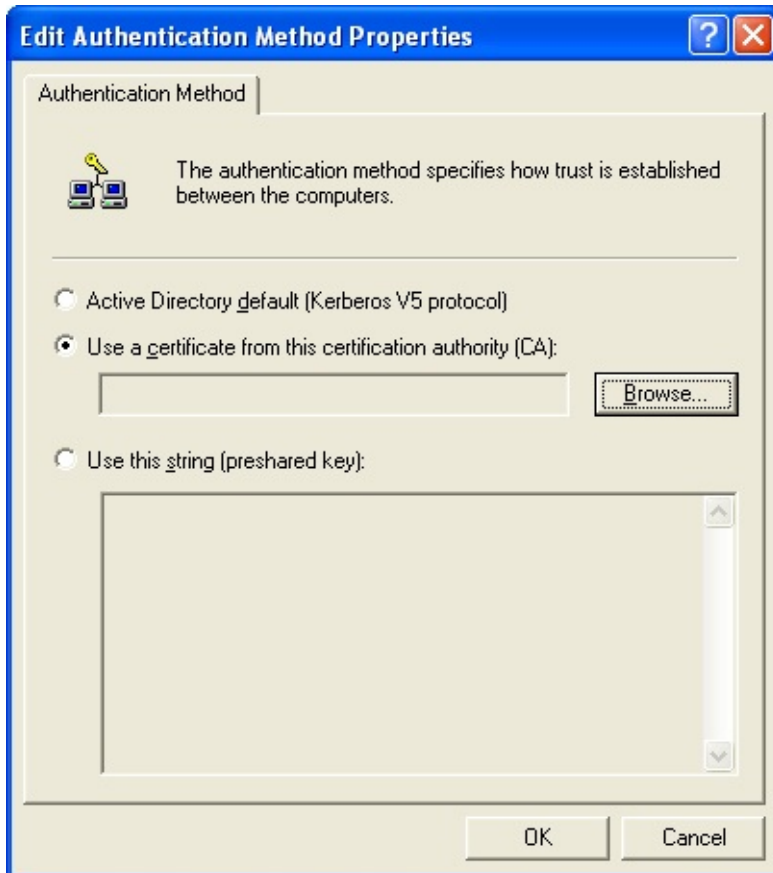 Edit Authentication Method Properties
Authentication Method
The authentication method specifies how trust is established
between the computers.
Active Directory default (Kerberos V5 protocol)
Use a certificate from this certification authority (CA):
Browse...
Use this string (preshared key):
OK
Cancel